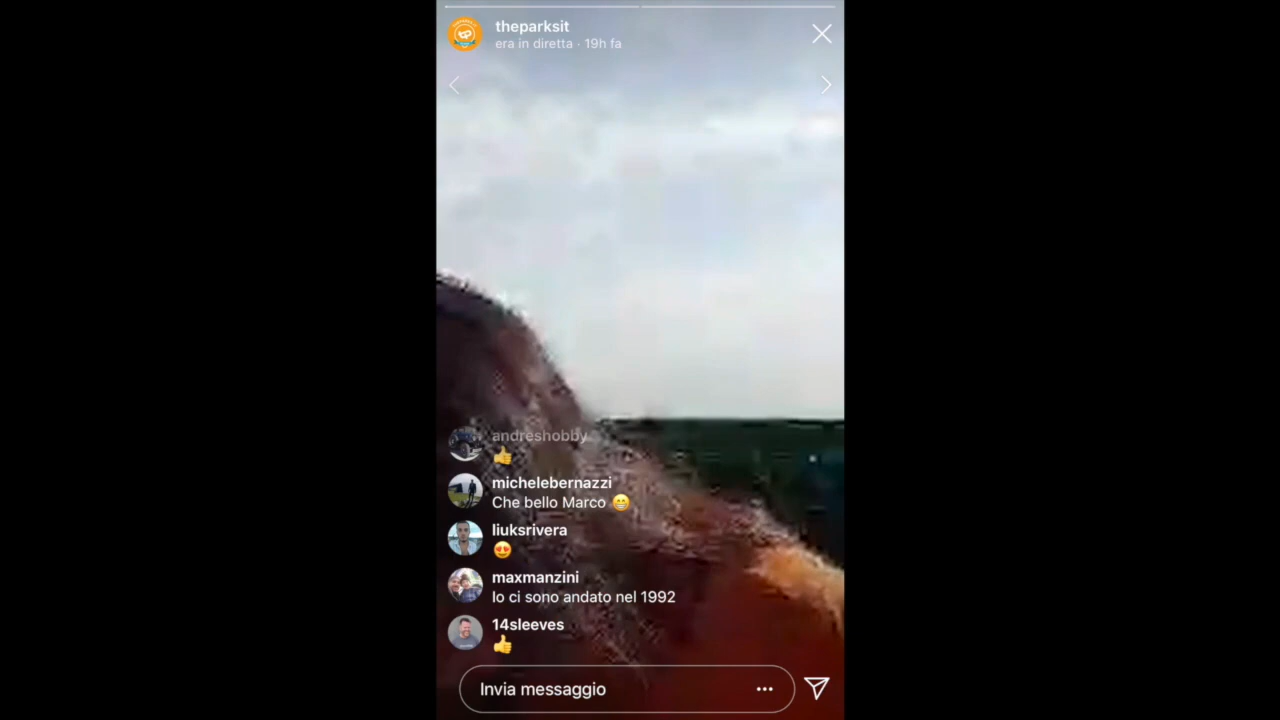 theparksit
era in diretta · 19h fa
andreshobby
👍
michelebernazzi
Che bello Marco 😁
liuksrivera
😍
maxmanzini
Io ci sono andato nel 1992
14sleeves
👍
Invia messaggio